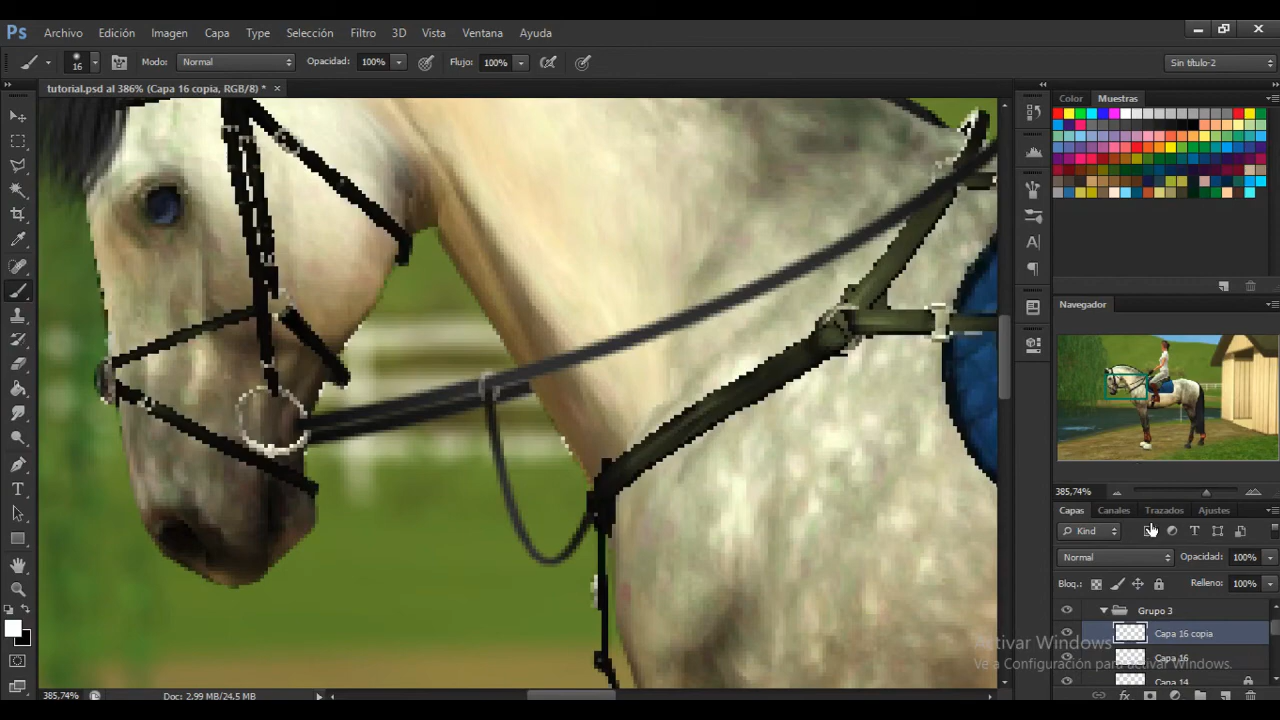 Ps Archivo Edición Imagen Capa Type Selección Filtro 3D Vista Ventana Ayuda
16 Modo: Normal Opacidad: 100% Flujo: 100% Sin título-2
tutorial.psd al 386% (Capa 16 copia, RGB/8) * ×
Color Muestras
Navegador
385,74%
Capas Canales Trazados Ajustes
Kind
Normal Opacidad: 100%
Bloq.: Relleno: 100%
Grupo 3
Capa 16 copia
Activar Windows
Capa 16
Ve a Configuración para activar Windows.
Capa 14
385,74% Doc: 2,99 MB/24,5 MB